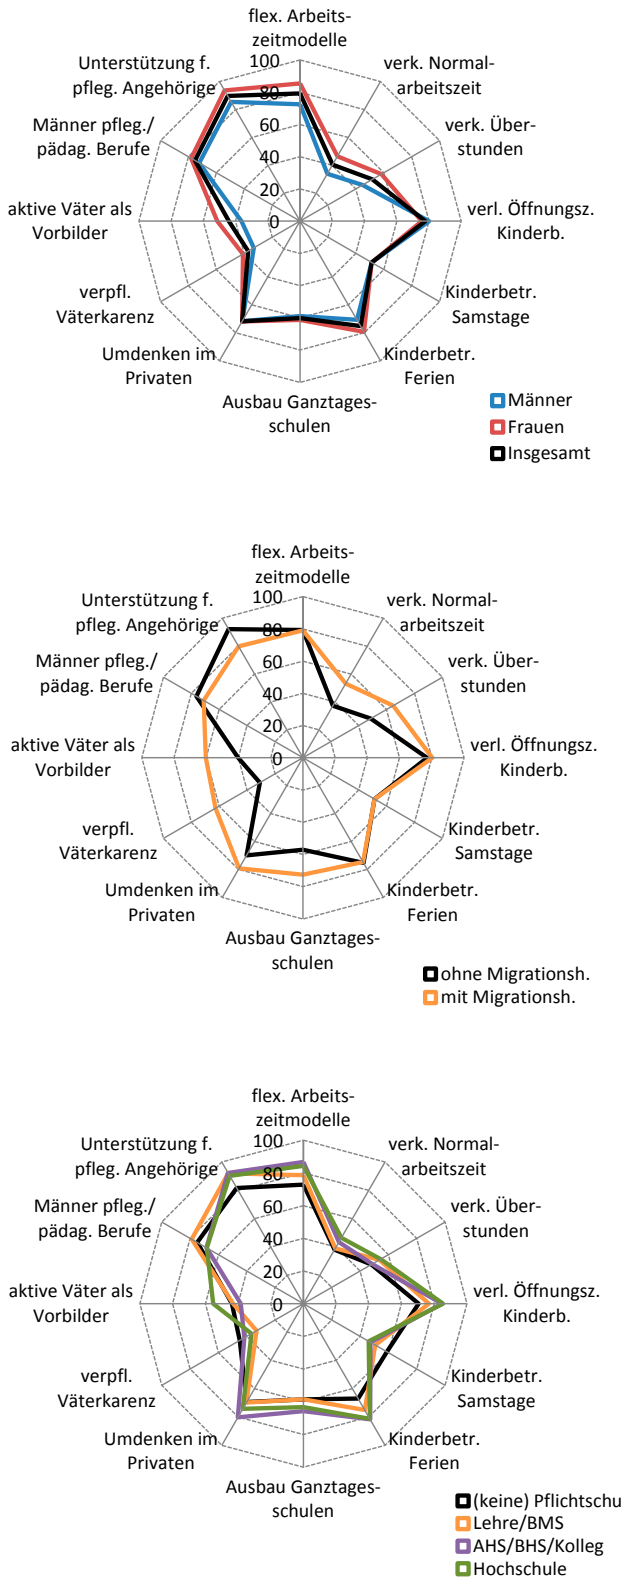 flex. Arbeits-
zeitmodelle
Unterstützung f.
pfleg. Angehörige
verk. Normal-
arbeitszeit
Männer pfleg./
pädag. Berufe
verk. Über-
stunden
aktive Väter als
Vorbilder
verl. Öffnungsz.
Kinderb.
verpfl.
Väterkarenz
Kinderbetr.
Samstage
Umdenken im
Privaten
Kinderbetr.
Ferien
Ausbau Ganztages-
schulen
100
80
60
40
20
0
Männer
Frauen
Insgesamt
flex. Arbeits-
zeitmodelle
Unterstützung f.
pfleg. Angehörige
verk. Normal-
arbeitszeit
Männer pfleg./
pädag. Berufe
verk. Über-
stunden
aktive Väter als
Vorbilder
verl. Öffnungsz.
Kinderb.
verpfl.
Väterkarenz
Kinderbetr.
Samstage
Umdenken im
Privaten
Kinderbetr.
Ferien
Ausbau Ganztages-
schulen
100
80
60
40
20
0
ohne Migrationsh.
mit Migrationsh.
flex. Arbeits-
zeitmodelle
Unterstützung f.
pfleg. Angehörige
verk. Normal-
arbeitszeit
Männer pfleg./
pädag. Berufe
verk. Über-
stunden
aktive Väter als
Vorbilder
verl. Öffnungsz.
Kinderb.
verpfl.
Väterkarenz
Kinderbetr.
Samstage
Umdenken im
Privaten
Kinderbetr.
Ferien
Ausbau Ganztages-
schulen
100
80
60
40
20
0
(keine) Pflichtschu
Lehre/BMS
AHS/BHS/Kolleg
Hochschule